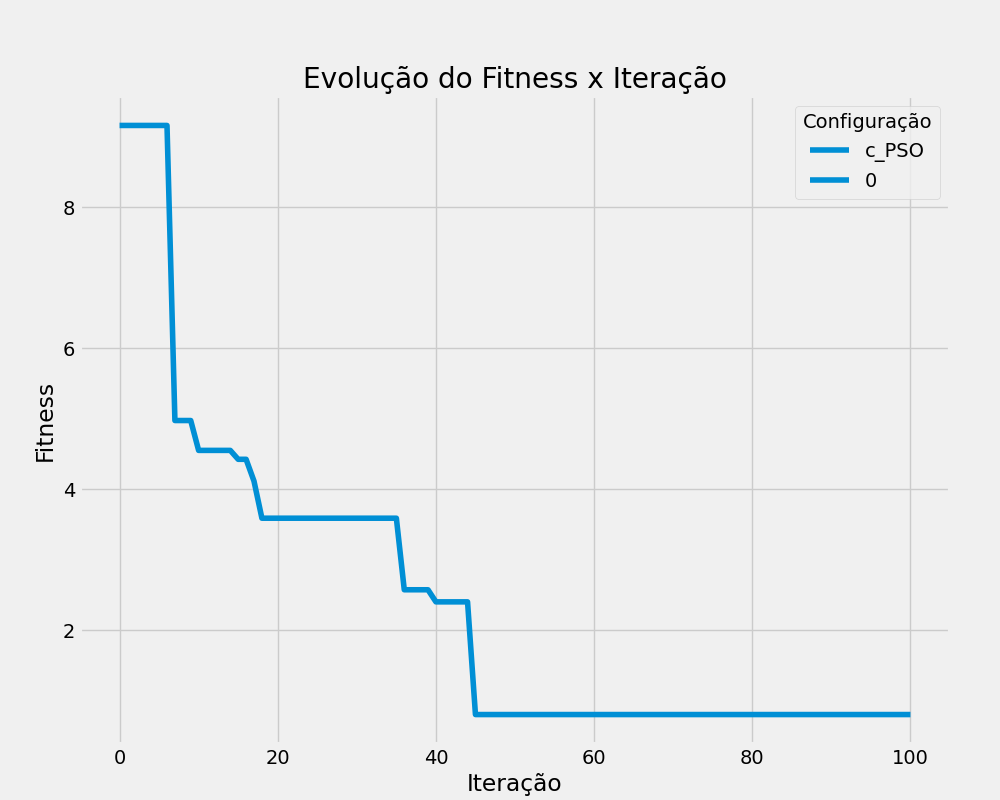 Evolução do Fitness x Iteração
Configuração
c_PSO
0
8
6
4
2
Fitness
0 20 40 60 80 100
Iteração